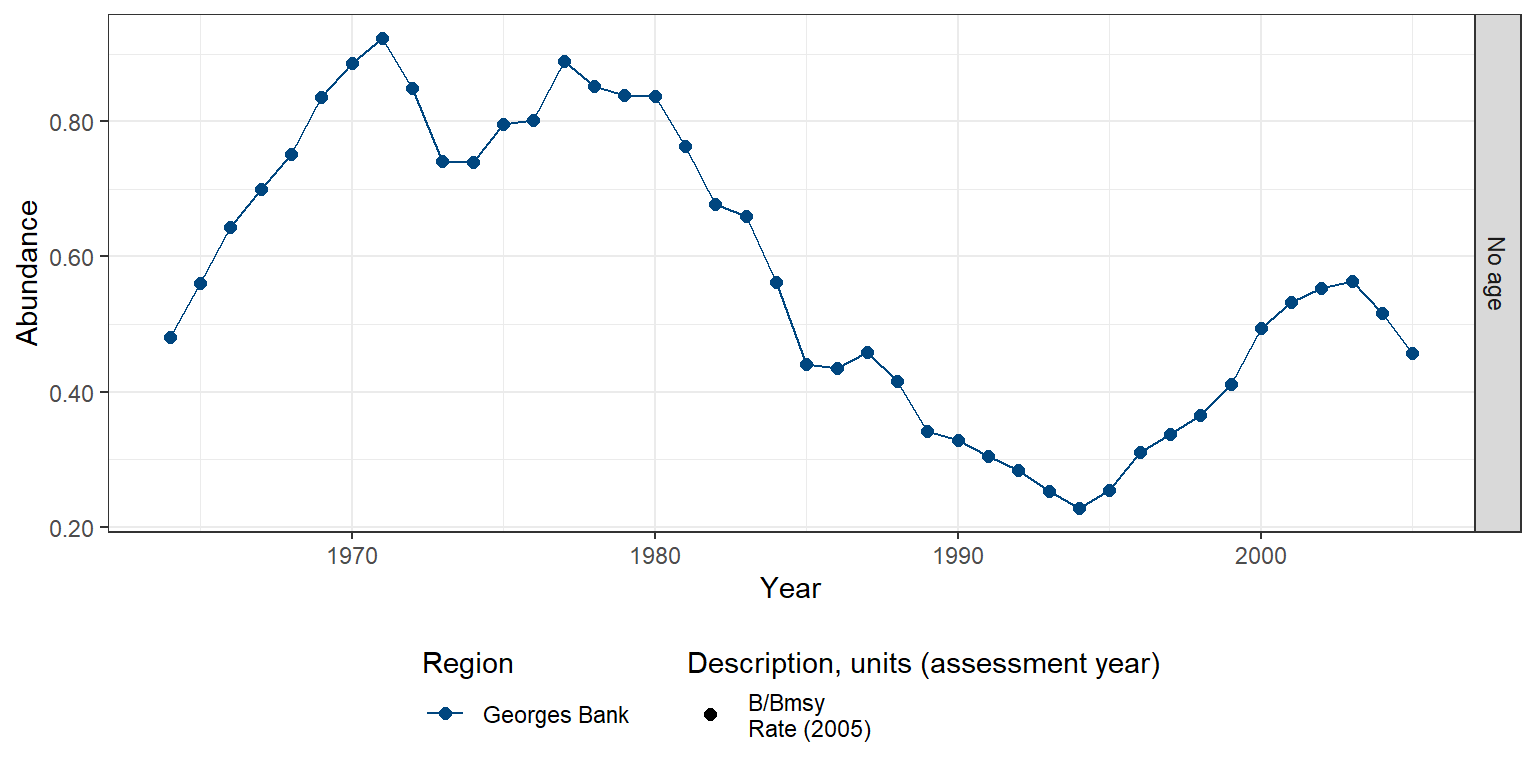 Abundance
0.80
0.60
0.40
0.20
No age
1970 1980 1990 2000
Year
Region
Georges Bank
Description, units (assessment year)
B/Bmsy
Rate (2005)